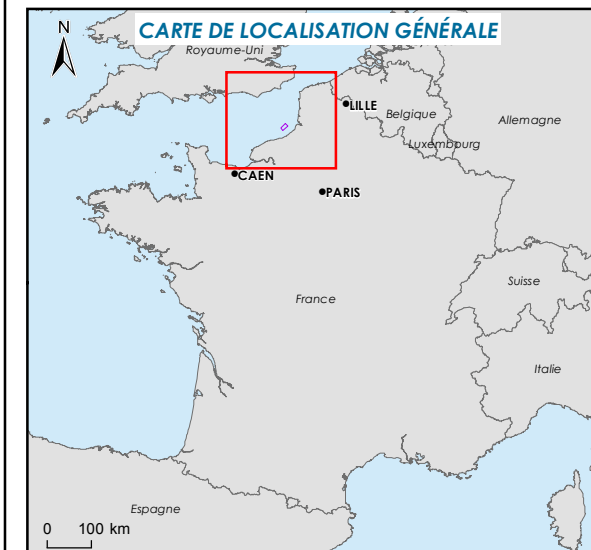 N
CARTE DE LOCALISATION GÉNÉRALE
Royaume-Uni
LILLE
Belgique
Allemagne
Luxembourg
CAEN
PARIS
Suisse
France
Italie
Espagne
0 100 km